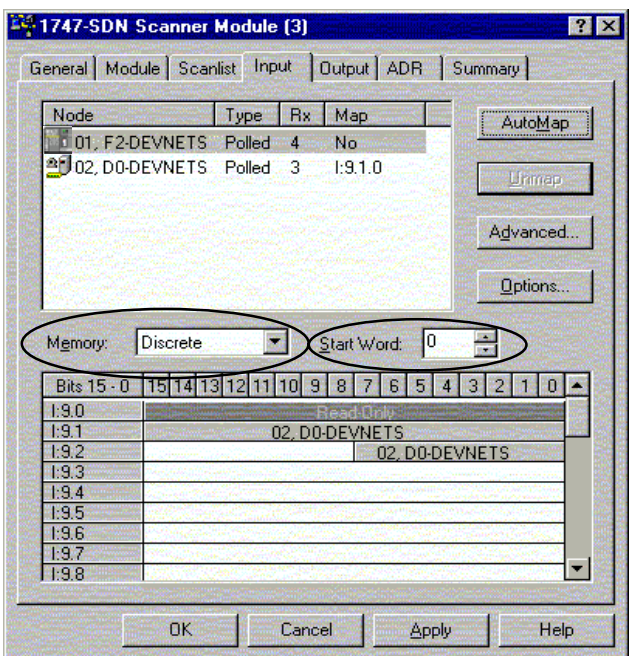 1747-SDN Scanner Module (3)
General Module Scanlist Input Output ADR Summary
Node Type Rx Map
01, F2-DEVNETS Polled 4 No
02, D0-DEVNETS Polled 3 I:9.1.0
AutoMap
Unmap
Advanced...
Options...
Memory: Discrete Start Word: 0
Bits 15 - 0 15 14 13 12 11 10 9 8 7 6 5 4 3 2 1 0
I:9.0 Read-Only
I:9.1 02, D0-DEVNETS
I:9.2 02, D0-DEVNETS
I:9.3
I:9.4
I:9.5
I:9.6
I:9.7
I:9.8
OK Cancel Apply Help